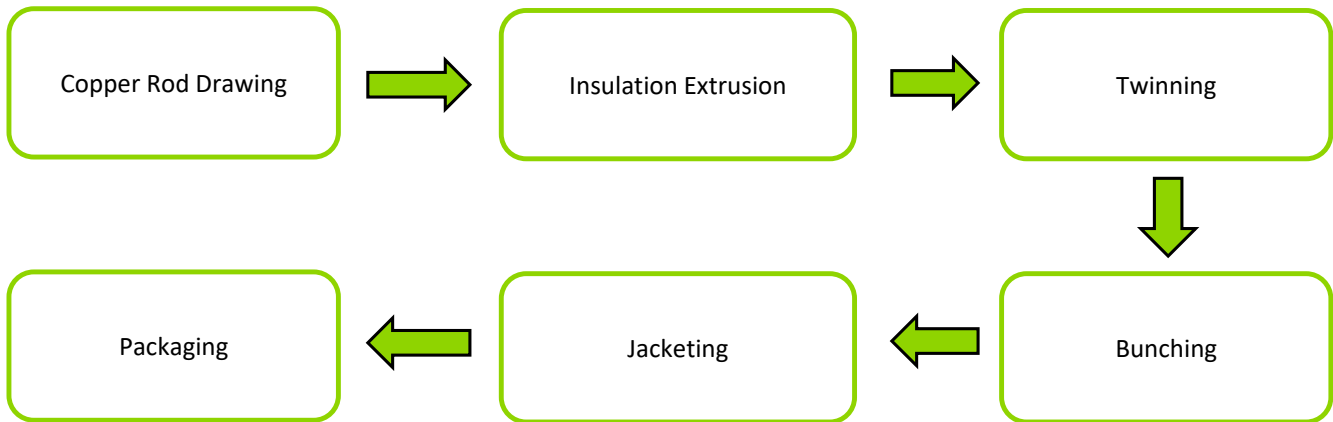 Copper Rod Drawing
Insulation Extrusion
Twinning
Bunching
Jacketing
Packaging